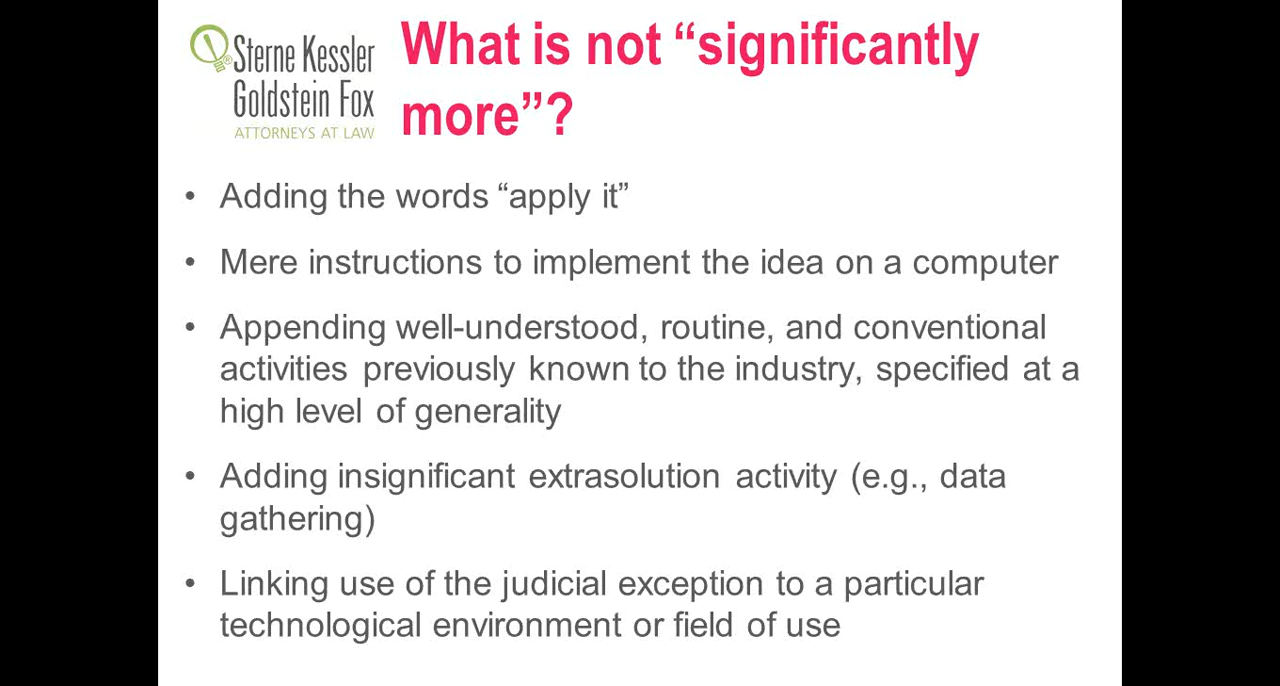 Sterne Kessler
Goldstein Fox
ATTORNEYS AT LAW
What is not “significantly
more”?
• Adding the words “apply it”
• Mere instructions to implement the idea on a computer
• Appending well-understood, routine, and conventional
activities previously known to the industry, specified at a
high level of generality
• Adding insignificant extrasolution activity (e.g., data
gathering)
• Linking use of the judicial exception to a particular
technological environment or field of use